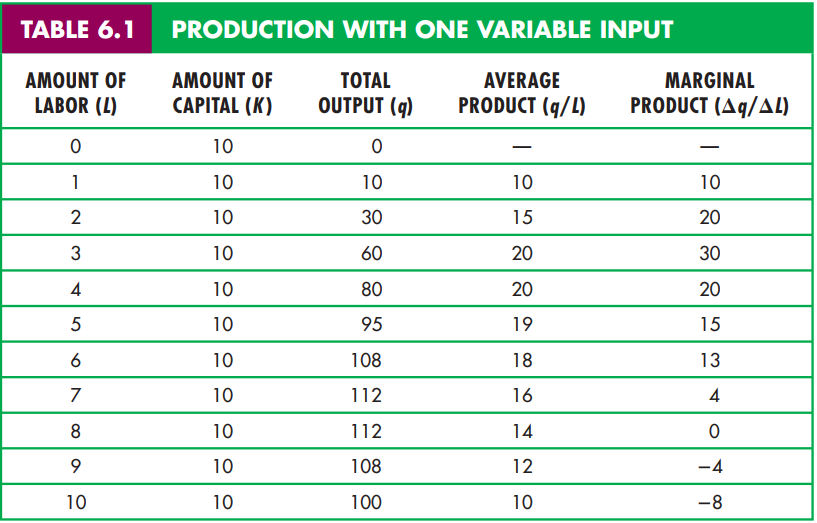 TABLE 6.1 PRODUCTION WITH ONE VARIABLE INPUT
AMOUNT OF AMOUNT OF TOTAL AVERAGE MARGINAL
LABOR (L) CAPITAL (K) OUTPUT (q) PRODUCT (q/L) PRODUCT (Δq/ΔL)
0 10 0 — —
1 10 10 10 10
2 10 30 15 20
3 10 60 20 30
4 10 80 20 20
5 10 95 19 15
6 10 108 18 13
7 10 112 16 4
8 10 112 14 0
9 10 108 12 −4
10 10 100 10 −8